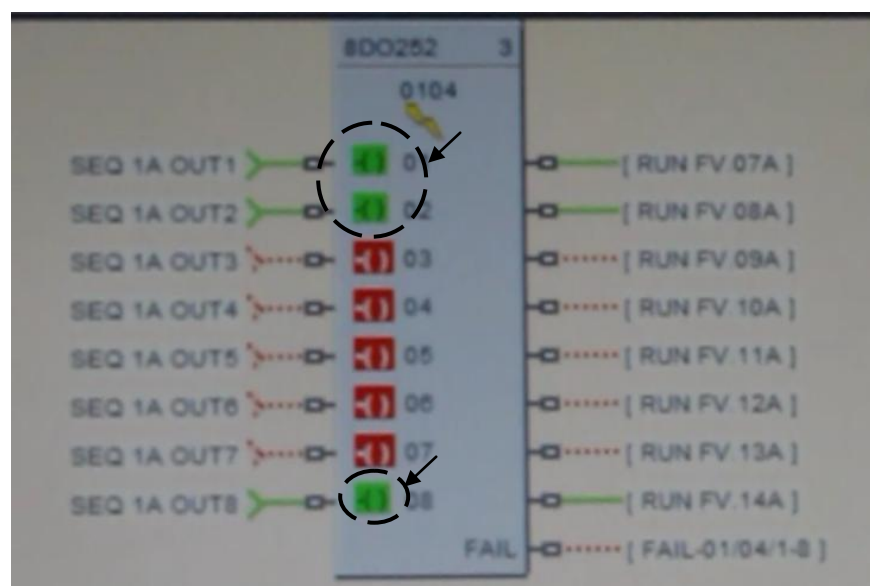 8DO252 3
0104
SEQ 1A OUT1 0 [ RUN FV.07A ]
SEQ 1A OUT2 02 [ RUN FV.08A ]
SEQ 1A OUT3 03 [ RUN FV.09A ]
SEQ 1A OUT4 04 [ RUN FV.10A ]
SEQ 1A OUT5 05 [ RUN FV.11A ]
SEQ 1A OUT6 06 [ RUN FV.12A ]
SEQ 1A OUT7 07 [ RUN FV.13A ]
SEQ 1A OUT8 08 [ RUN FV.14A ]
FAIL [ FAIL-01/04/1-8 ]